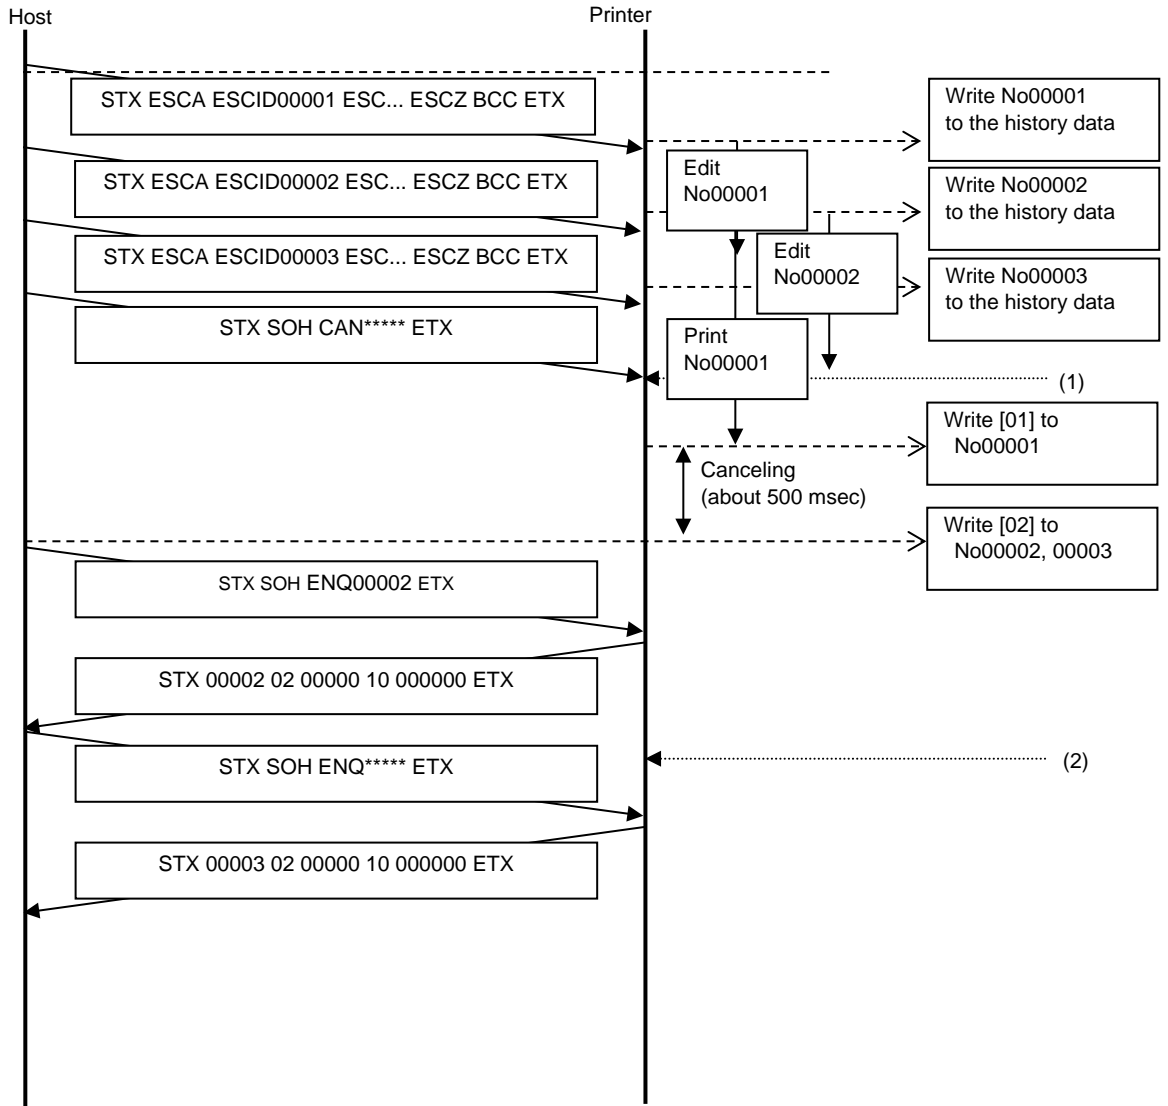 Host
Printer
STX ESCA ESCID00001 ESC... ESCZ BCC ETX
Write No00001
to the history data
Edit
No00001
STX ESCA ESCID00002 ESC... ESCZ BCC ETX
Write No00002
to the history data
STX ESCA ESCID00003 ESC... ESCZ BCC ETX
Edit
No00002
Write No00003
to the history data
STX SOH CAN***** ETX
Print
No00001
(1)
Write [01] to
No00001
Canceling
(about 500 msec)
Write [02] to
No00002, 00003
STX SOH ENQ00002 ETX
STX 00002 02 00000 10 000000 ETX
STX SOH ENQ***** ETX
(2)
STX 00003 02 00000 10 000000 ETX